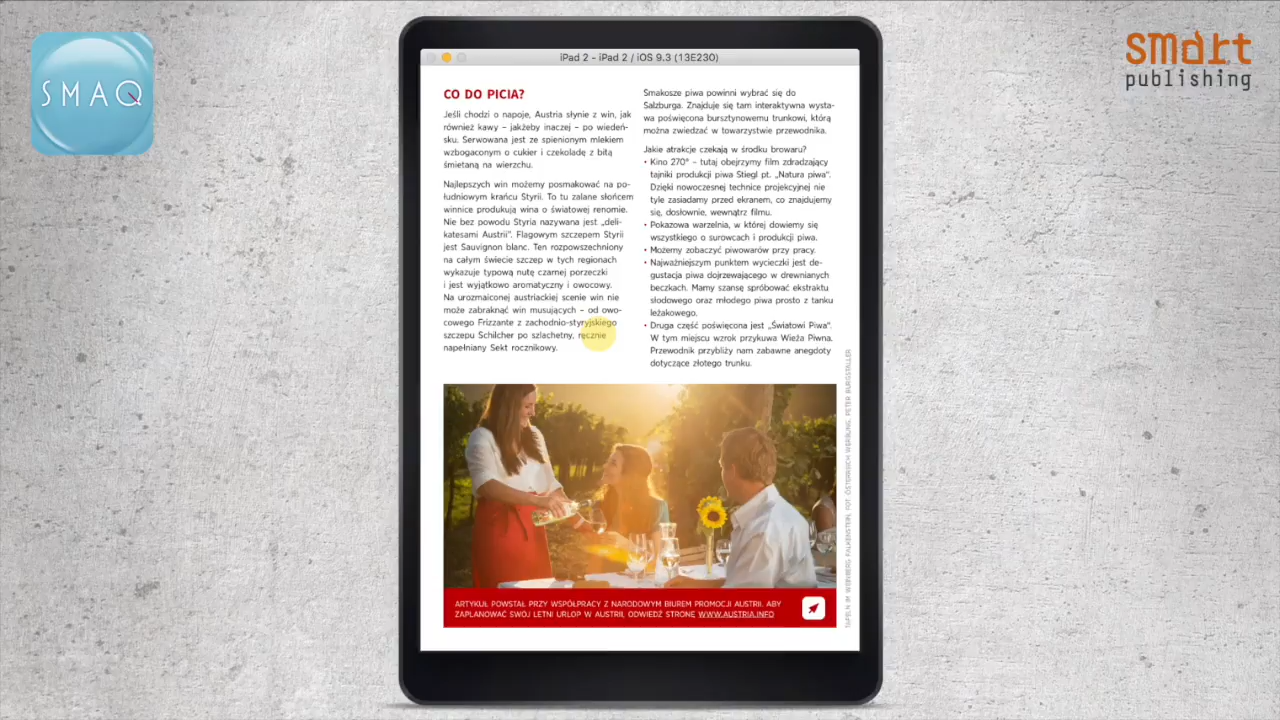 SMAQ
smart
publishing
iPad 2 - iPad 2 / iOS 9.3 (13E230)
CO DO PICIA?
Jeśli chodzi o napoje, Austria słynie z win, jak
również kawy – jakżeby inaczej – po wiedeń-
sku. Serwowana jest ze spienionym mlekiem
wzbogaconym o cukier i czekoladę z bitą
śmietaną na wierzchu.
Najlepszych win możemy posmakować na po-
łudniowym krańcu Styrii. To tu zalane słońcem
winnice produkują wina o światowej renomie.
Nie bez powodu Styria nazywana jest „deli-
katesami Austrii”. Flagowym szczepem Styrii
jest Sauvignon blanc. Ten rozpowszechniony
na całym świecie szczep w tych regionach
wykazuje typową nutę czarnej porzeczki
i jest wyjątkowo aromatyczny i owocowy.
Na urozmaiconej austriackiej scenie win nie
może zabraknąć win musujących – od owo-
cowego Frizzante z zachodnio-styryjskiego
szczepu Schilcher po szlachetny, ręcznie
napełniany Sekt rocznikowy.
Smakosze piwa powinni wybrać się do
Salzburga. Znajduje się tam interaktywna wysta-
wa poświęcona bursztynowemu trunkowi, którą
można zwiedzać w towarzystwie przewodnika.
Jakie atrakcje czekają w środku browaru?
• Kino 270° – tutaj obejrzymy film zdradzający
tajniki produkcji piwa Stiegl pt. „Natura piwa”.
Dzięki nowoczesnej technice projekcyjnej nie
tyle zasiadamy przed ekranem, co znajdujemy
się, dosłownie, wewnątrz filmu.
• Pokazowa warzelnia, w której dowiemy się
wszystkiego o surowcach i produkcji piwa.
• Możemy zobaczyć piwowarów przy pracy.
• Najważniejszym punktem wycieczki jest de-
gustacja piwa dojrzewającego w drewnianych
beczkach. Mamy szansę spróbować ekstraktu
słodowego oraz młodego piwa prosto z tanku
leżakowego.
• Druga część poświęcona jest „Światowi Piwa”.
W tym miejscu wzrok przykuwa Wieża Piwna.
Przewodnik przybliży nam zabawne anegdoty
dotyczące złotego trunku.
TAFELN IM WEINBERG FALKENSTEIN, FOT. ÖSTERREICH WERBUNG, PETER BURGSTALLER
ARTYKUŁ POWSTAŁ PRZY WSPÓŁPRACY Z NARODOWYM BIUREM PROMOCJI AUSTRII. ABY
ZAPLANOWAĆ SWÓJ LETNI URLOP W AUSTRII, ODWIEDŹ STRONĘ WWW.AUSTRIA.INFO